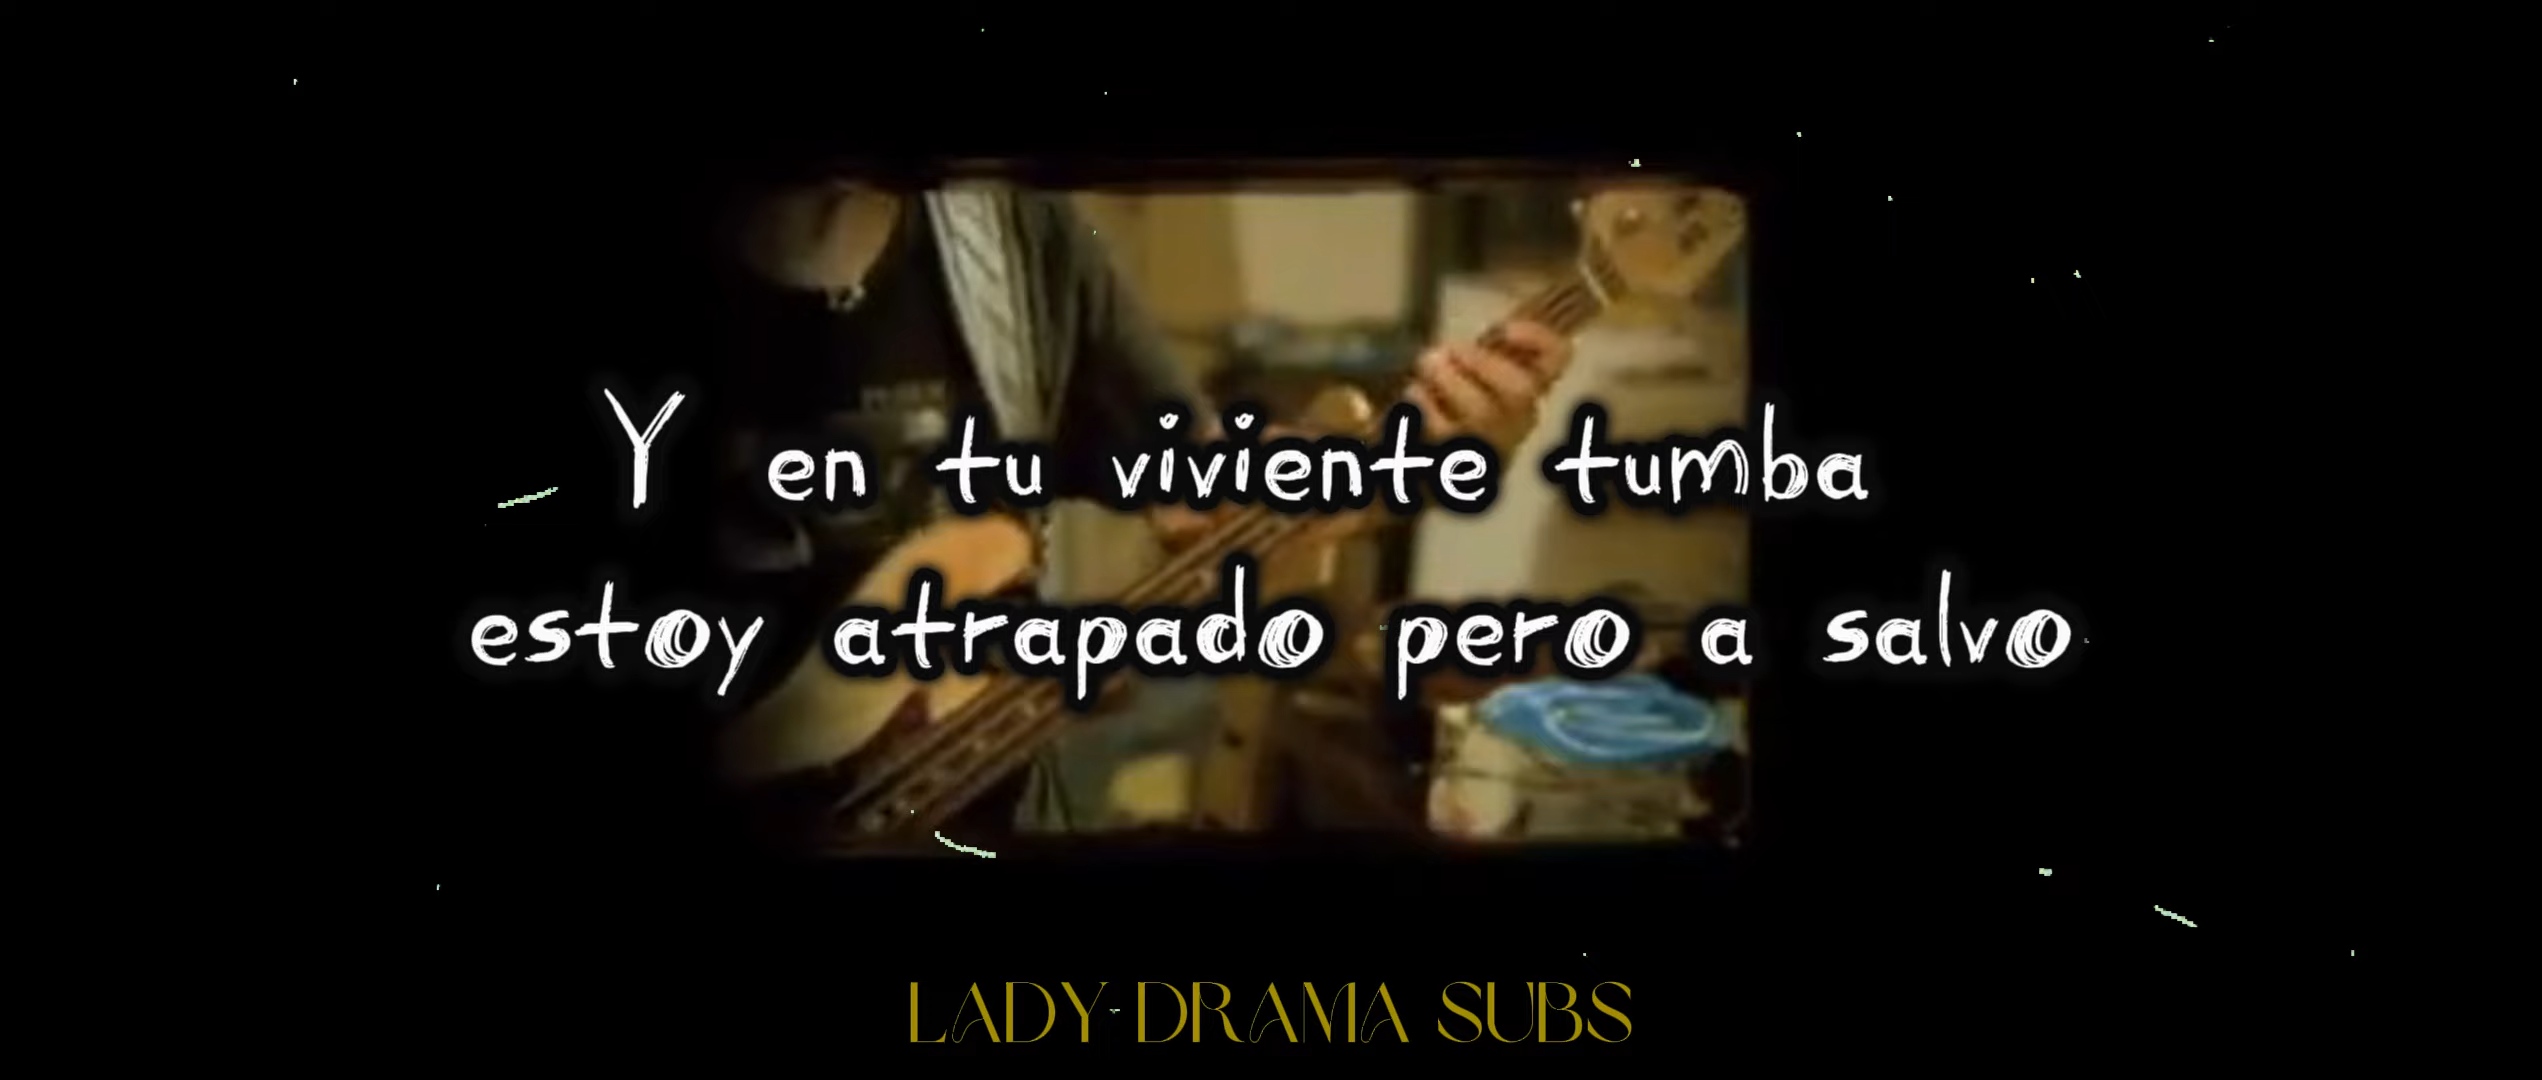 Y en tu viviente tumba
estoy atrapado pero a salvo
LADY DRAMA SUBS